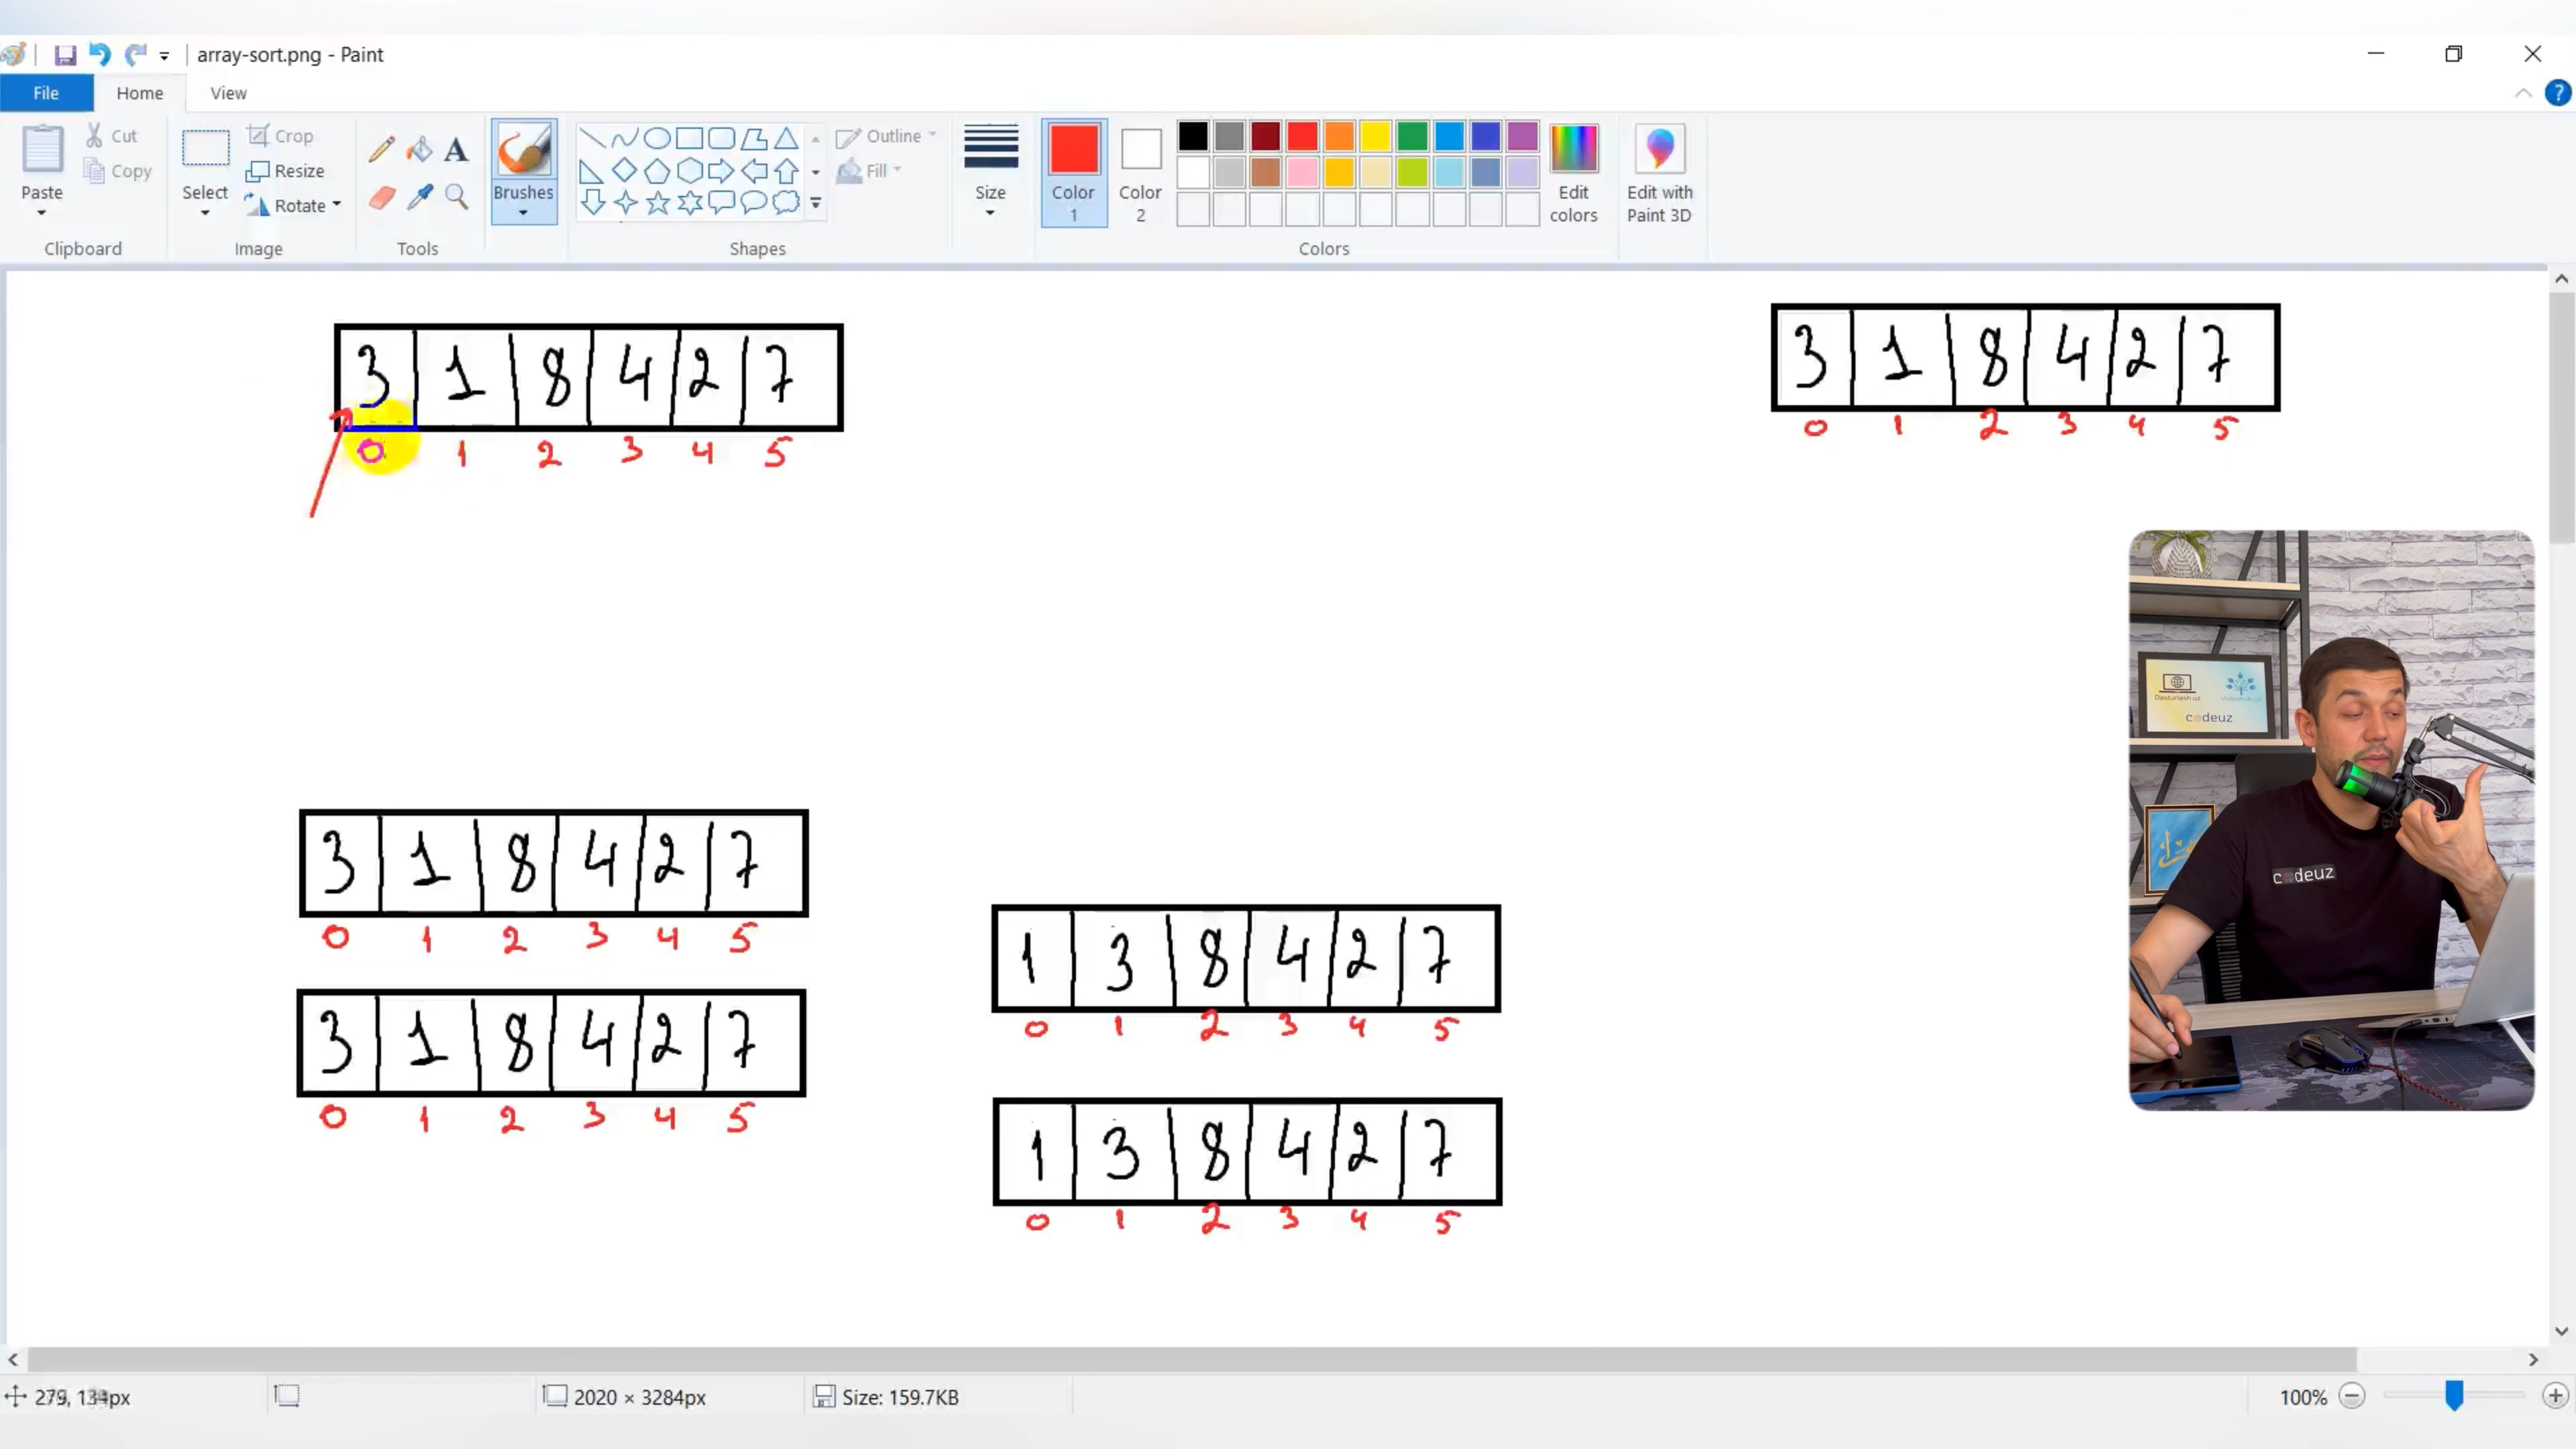 array-sort.png - Paint
File Home View
Paste Cut Copy Clipboard
Select Crop Resize Rotate Image
Tools
Brushes
Outline Fill Shapes
Size
Color 1 Color 2 Edit colors Colors
Edit with Paint 3D
3 1 8 4 2 7
0 1 2 3 4 5
3 1 8 4 2 7
0 1 2 3 4 5
3 1 8 4 2 7
0 1 2 3 4 5
3 1 8 4 2 7
0 1 2 3 4 5
1 3 8 4 2 7
0 1 2 3 4 5
1 3 8 4 2 7
0 1 2 3 4 5
Dasturlash.uz
codeuz
codeuz
2020 × 3284px Size: 159.7KB 100%